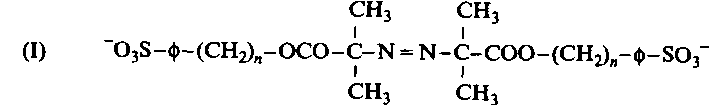 CH₃ CH₃
(I) ⁻O₃S–ϕ–(CH₂)ₙ–OCO–C–N=N–C–COO–(CH₂)ₙ–ϕ–SO₃⁻
CH₃ CH₃